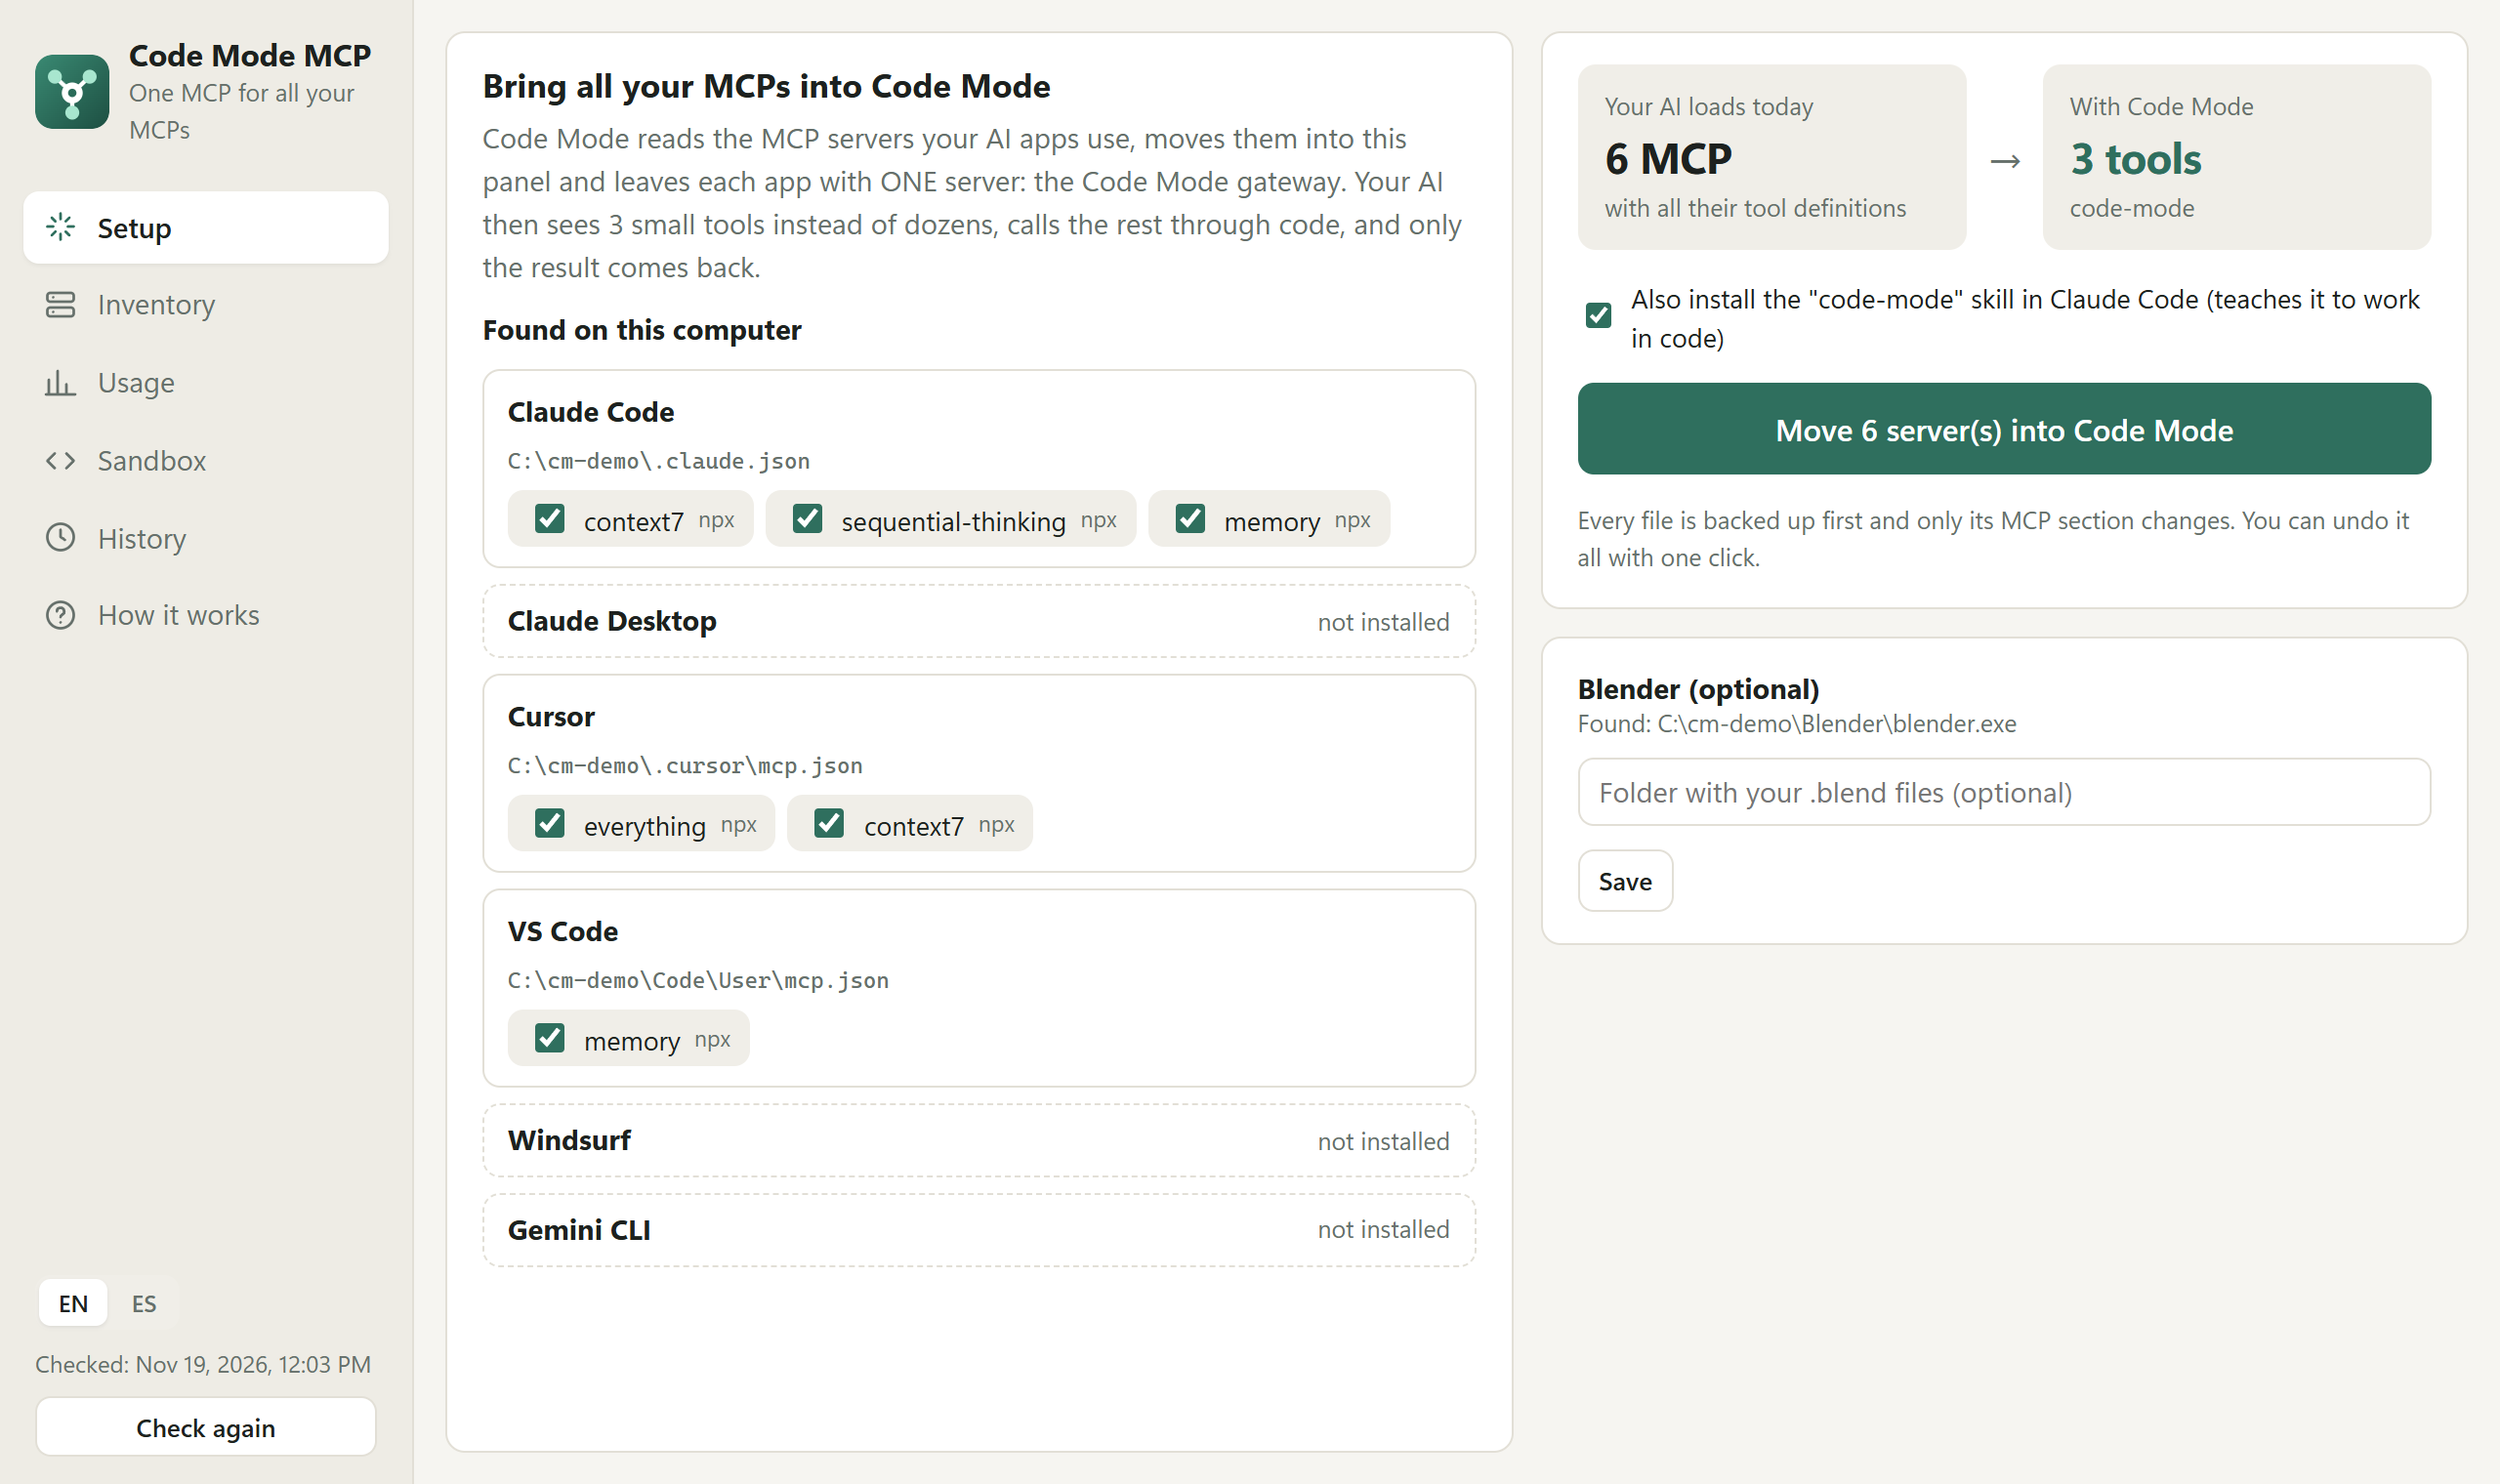 Code Mode MCP
One MCP for all your
MCPs
Setup
Inventory
Usage
Sandbox
History
How it works
EN
ES
Checked: Nov 19, 2026, 12:03 PM
Check again
Bring all your MCPs into Code Mode
Code Mode reads the MCP servers your AI apps use, moves them into this
panel and leaves each app with ONE server: the Code Mode gateway. Your AI
then sees 3 small tools instead of dozens, calls the rest through code, and only
the result comes back.
Found on this computer
Claude Code
C:\cm-demo\.claude.json
context7 npx
sequential-thinking npx
memory npx
Claude Desktop
not installed
Cursor
C:\cm-demo\.cursor\mcp.json
everything npx
context7 npx
VS Code
C:\cm-demo\Code\User\mcp.json
memory npx
Windsurf
not installed
Gemini CLI
not installed
Your AI loads today
6 MCP
with all their tool definitions
→
With Code Mode
3 tools
code-mode
Also install the "code-mode" skill in Claude Code (teaches it to work
in code)
Move 6 server(s) into Code Mode
Every file is backed up first and only its MCP section changes. You can undo it
all with one click.
Blender (optional)
Found: C:\cm-demo\Blender\blender.exe
Folder with your .blend files (optional)
Save